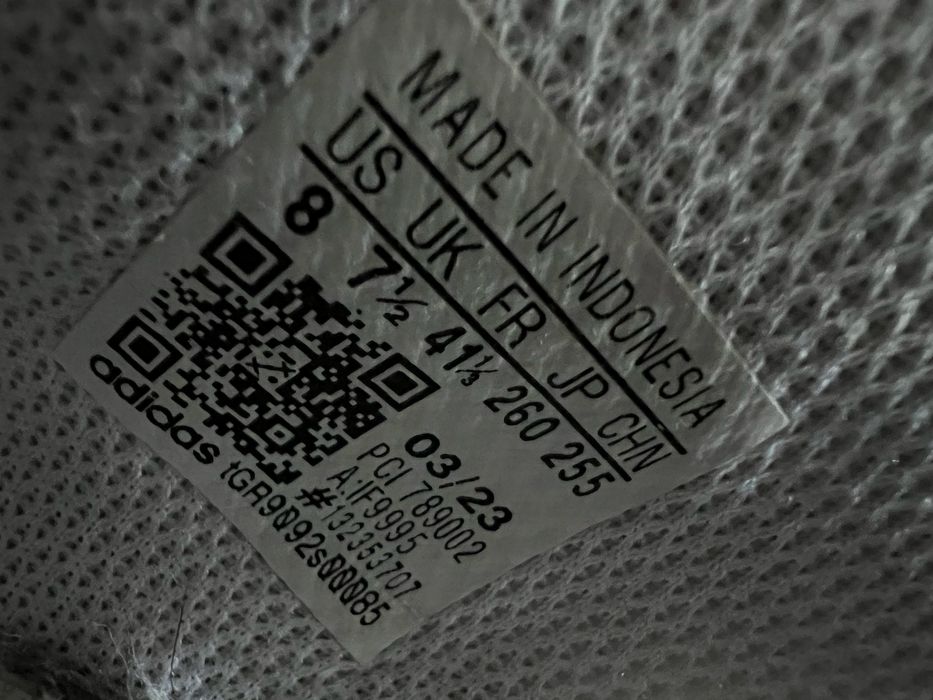 MADE IN INDONESIA
US UK FR JP CHN
8 7½ 41⅓ 260 255
03/23
PCI 789002
A:IF9995
#132353707
adidas tGR9092s00085